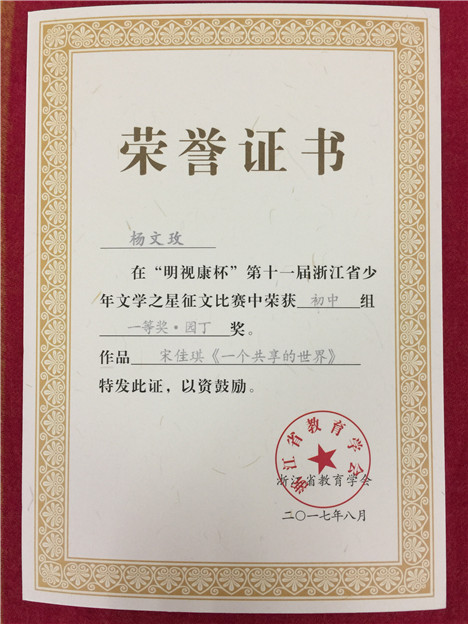 荣誉证书
杨文玫
在“明视康杯”第十一届浙江省少
年文学之星征文比赛中荣获 初中 组
一等奖·园丁 奖。
作品 宋佳琪《一个共享的世界》
特发此证，以资鼓励。
浙江省教育学会
浙江省教育学会
二〇一七年八月